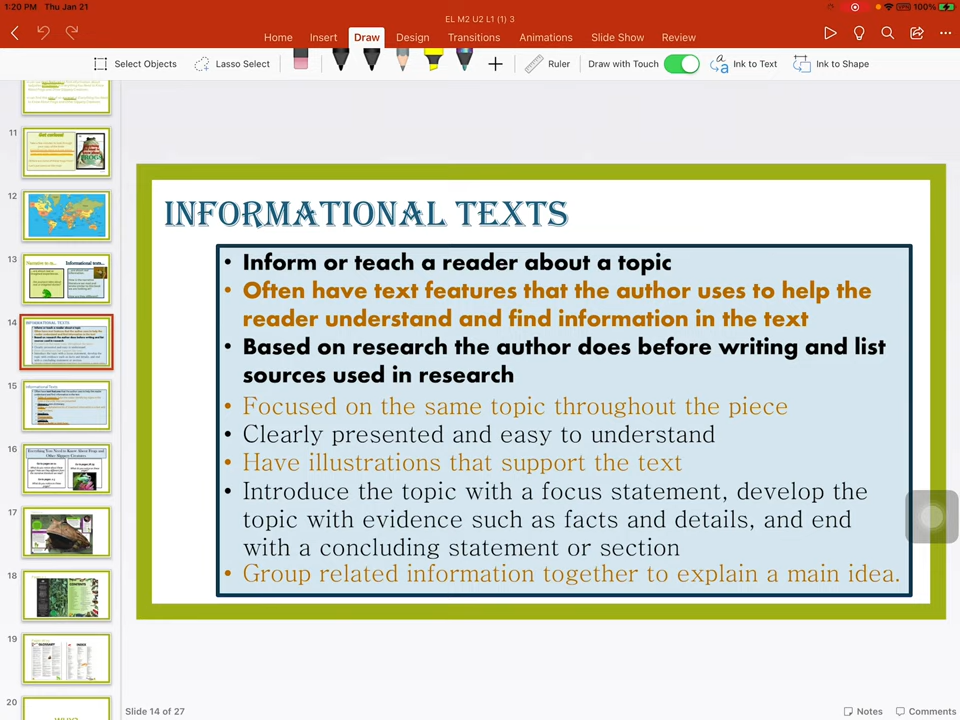 1:20 PM Thu Jan 21
100%
EL M2 U2 L1 (1) 3
Home Insert Draw Design Transitions Animations Slide Show Review
Select Objects Lasso Select Ruler Draw with Touch Ink to Text Ink to Shape
11
12
13
14
15
16
17
18
19
20
INFORMATIONAL TEXTS
• Inform or teach a reader about a topic
• Often have text features that the author uses to help the
reader understand and find information in the text
• Based on research the author does before writing and list
sources used in research
• Focused on the same topic throughout the piece
• Clearly presented and easy to understand
• Have illustrations that support the text
• Introduce the topic with a focus statement, develop the
topic with evidence such as facts and details, and end
with a concluding statement or section
• Group related information together to explain a main idea.
Slide 14 of 27
Notes Comments